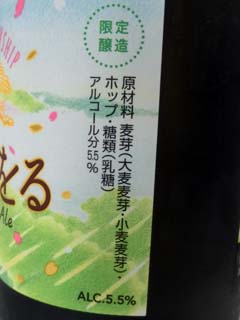 限定
醸造
原材料 麦芽(大麦麦芽・小麦麦芽)・
ホップ・糖類(乳糖)
アルコール分5.5%
NSHIP
をる
Ale
ALC.5.5%